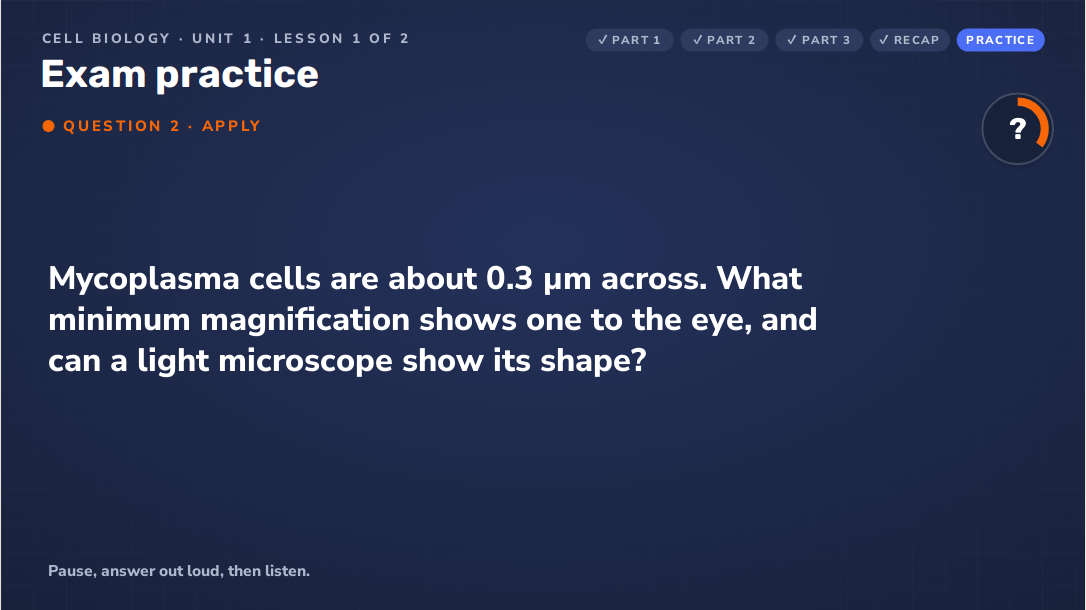 CELL BIOLOGY · UNIT 1 · LESSON 1 OF 2
✓ PART 1
✓ PART 2
✓ PART 3
✓ RECAP
PRACTICE
Exam practice
QUESTION 2 · APPLY
?
Mycoplasma cells are about 0.3 µm across. What
minimum magnification shows one to the eye, and
can a light microscope show its shape?
Pause, answer out loud, then listen.